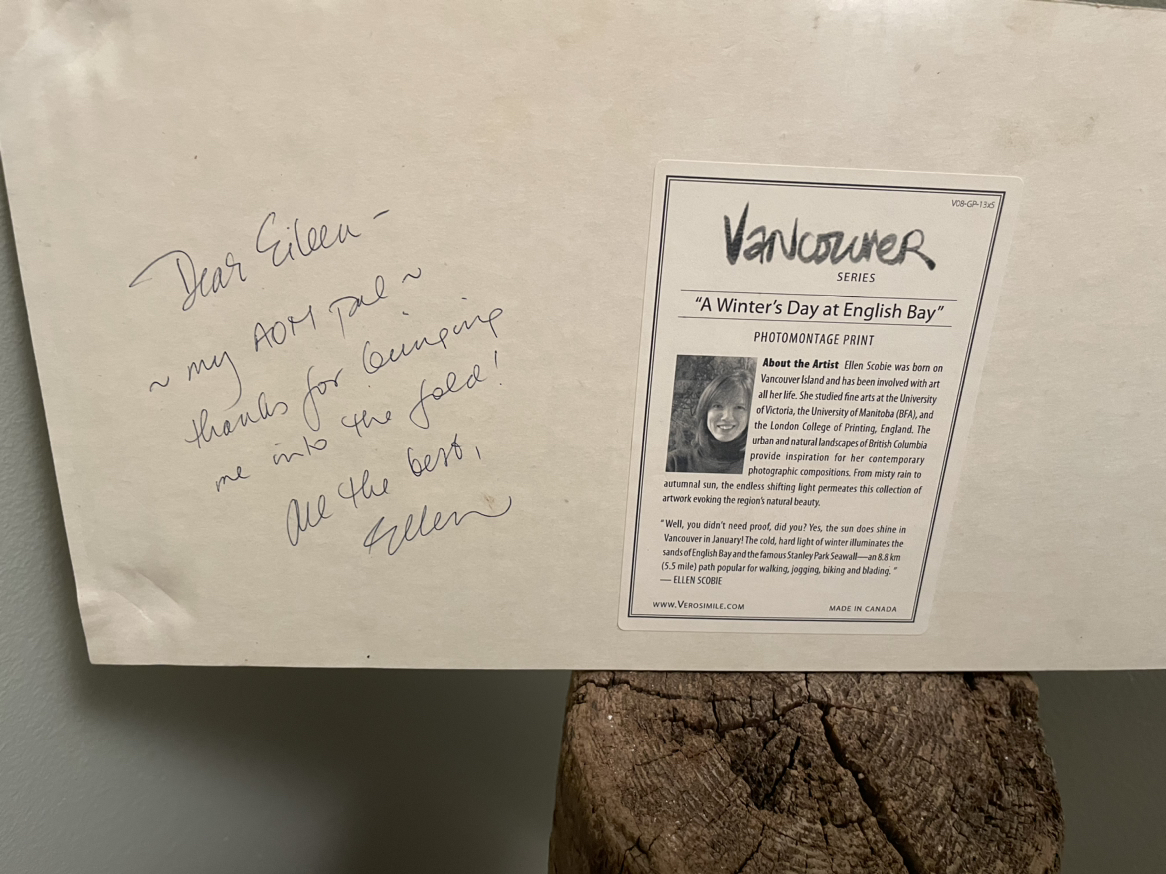 Dear Eileen -
~ my AOM pal ~
thanks for bringing
me into the fold!
All the best,
Ellen
V08-GP-13x5
VANCOUVER
SERIES
"A Winter's Day at English Bay"
PHOTOMONTAGE PRINT
About the Artist Ellen Scobie was born on
Vancouver Island and has been involved with art
all her life. She studied fine arts at the University
of Victoria, the University of Manitoba (BFA), and
the London College of Printing, England. The
urban and natural landscapes of British Columbia
provide inspiration for her contemporary
photographic compositions. From misty rain to
autumnal sun, the endless shifting light permeates this collection of
artwork evoking the region's natural beauty.
"Well, you didn't need proof, did you? Yes, the sun does shine in
Vancouver in January! The cold, hard light of winter illuminates the
sands of English Bay and the famous Stanley Park Seawall—an 8.8 km
(5.5 mile) path popular for walking, jogging, biking and blading. "
— ELLEN SCOBIE
WWW.VEROSIMILE.COM
MADE IN CANADA